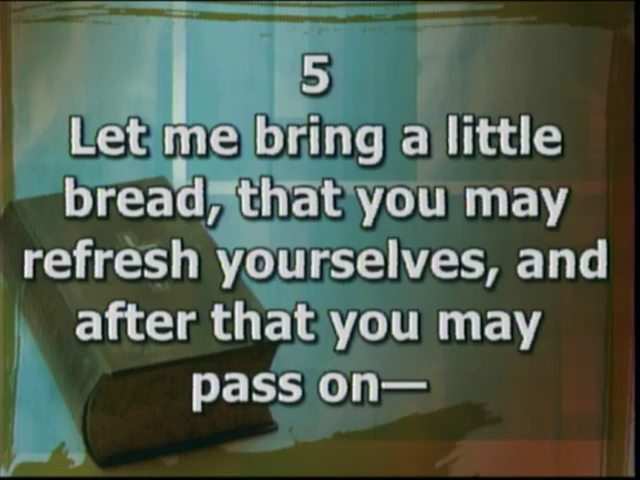 5
Let me bring a little
bread, that you may
refresh yourselves, and
after that you may
pass on—